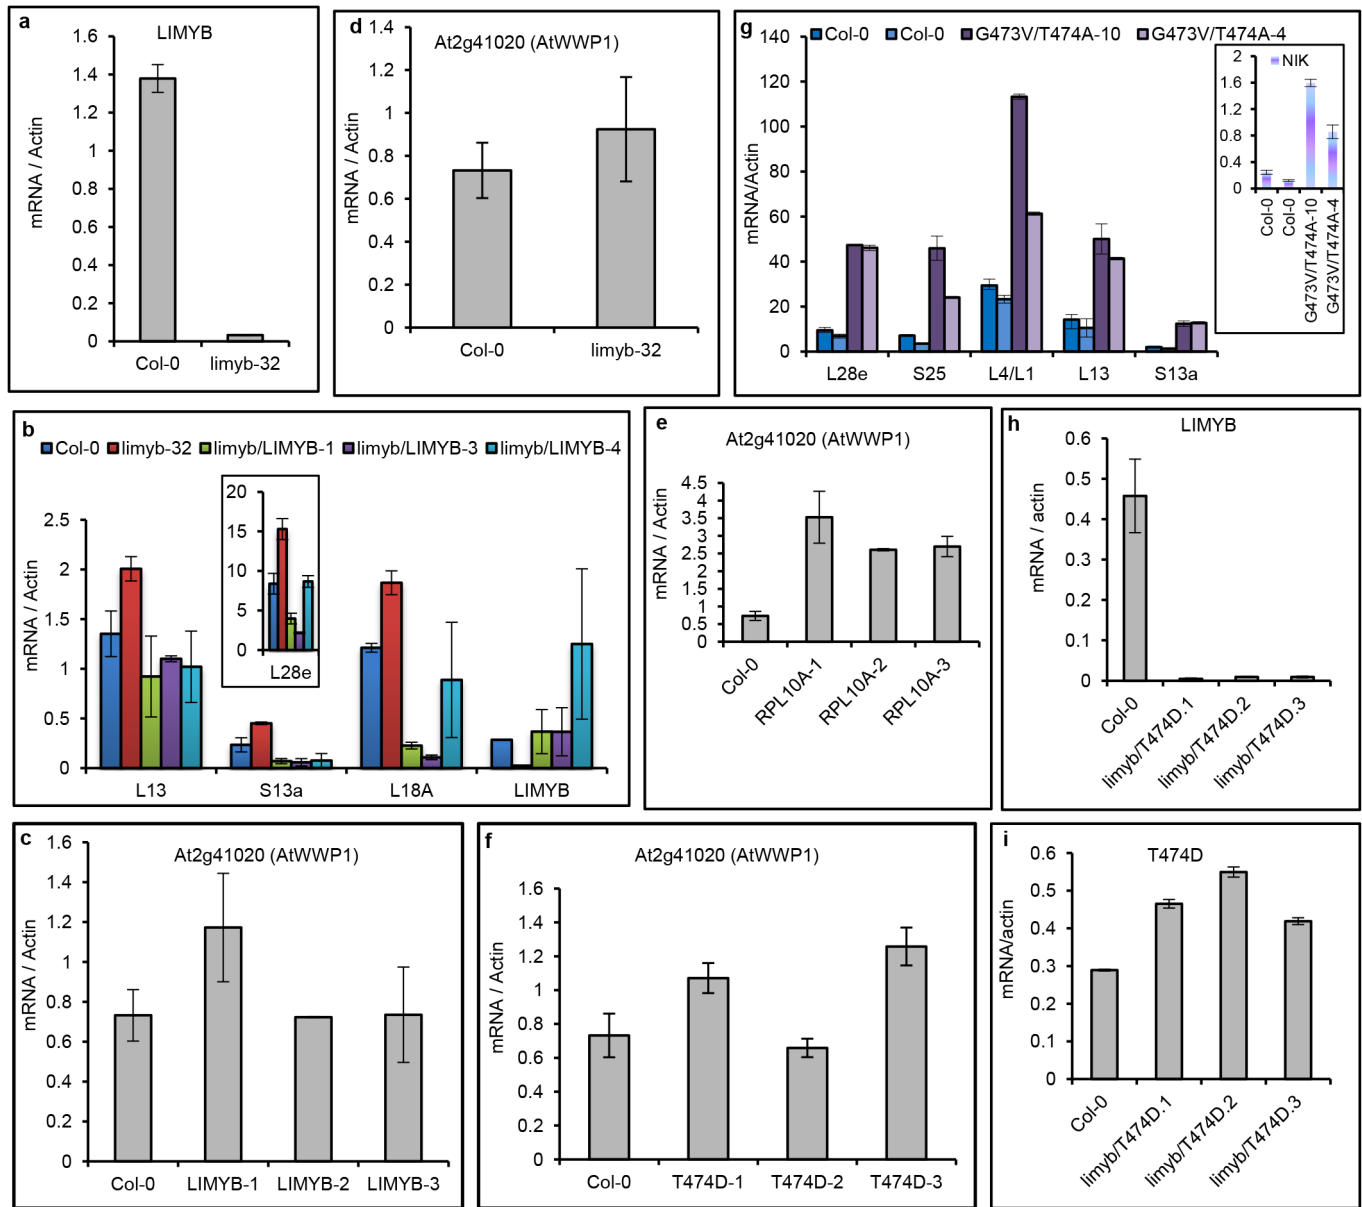 a
LIMYB
mRNA / Actin
1.6
1.4
1.2
1
0.8
0.6
0.4
0.2
0
Col-0 limyb-32
d
At2g41020 (AtWWP1)
mRNA / Actin
1.4
1.2
1
0.8
0.6
0.4
0.2
0
Col-0 limyb-32
g
Col-0 Col-0 G473V/T474A-10 G473V/T474A-4
mRNA/Actin
140
120
100
80
60
40
20
0
L28e S25 L4/L1 L13 S13a
NIK
2
1.6
1.2
0.8
0.4
0
Col-0
Col-0
G473V/T474A-10
G473V/T474A-4
b
Col-0 limyb-32 limyb/LIMYB-1 limyb/LIMYB-3 limyb/LIMYB-4
mRNA / Actin
2.5
2
1.5
1
0.5
0
L13 S13a L18A LIMYB
20
15
10
5
0
L28e
e
At2g41020 (AtWWP1)
mRNA / Actin
4.5
4
3.5
3
2.5
2
1.5
1
0.5
0
Col-0
RPL10A-1
RPL10A-2
RPL10A-3
h
LIMYB
mRNA / actin
0.6
0.5
0.4
0.3
0.2
0.1
0
Col-0
limyb/T474D.1
limyb/T474D.2
limyb/T474D.3
c
At2g41020 (AtWWP1)
mRNA / Actin
1.6
1.4
1.2
1
0.8
0.6
0.4
0.2
0
Col-0 LIMYB-1 LIMYB-2 LIMYB-3
f
At2g41020 (AtWWP1)
mRNA / Actin
1.6
1.4
1.2
1
0.8
0.6
0.4
0.2
0
Col-0 T474D-1 T474D-2 T474D-3
i
T474D
mRNA/actin
0.6
0.5
0.4
0.3
0.2
0.1
0
Col-0
limyb/T474D.1
limyb/T474D.2
limyb/T474D.3